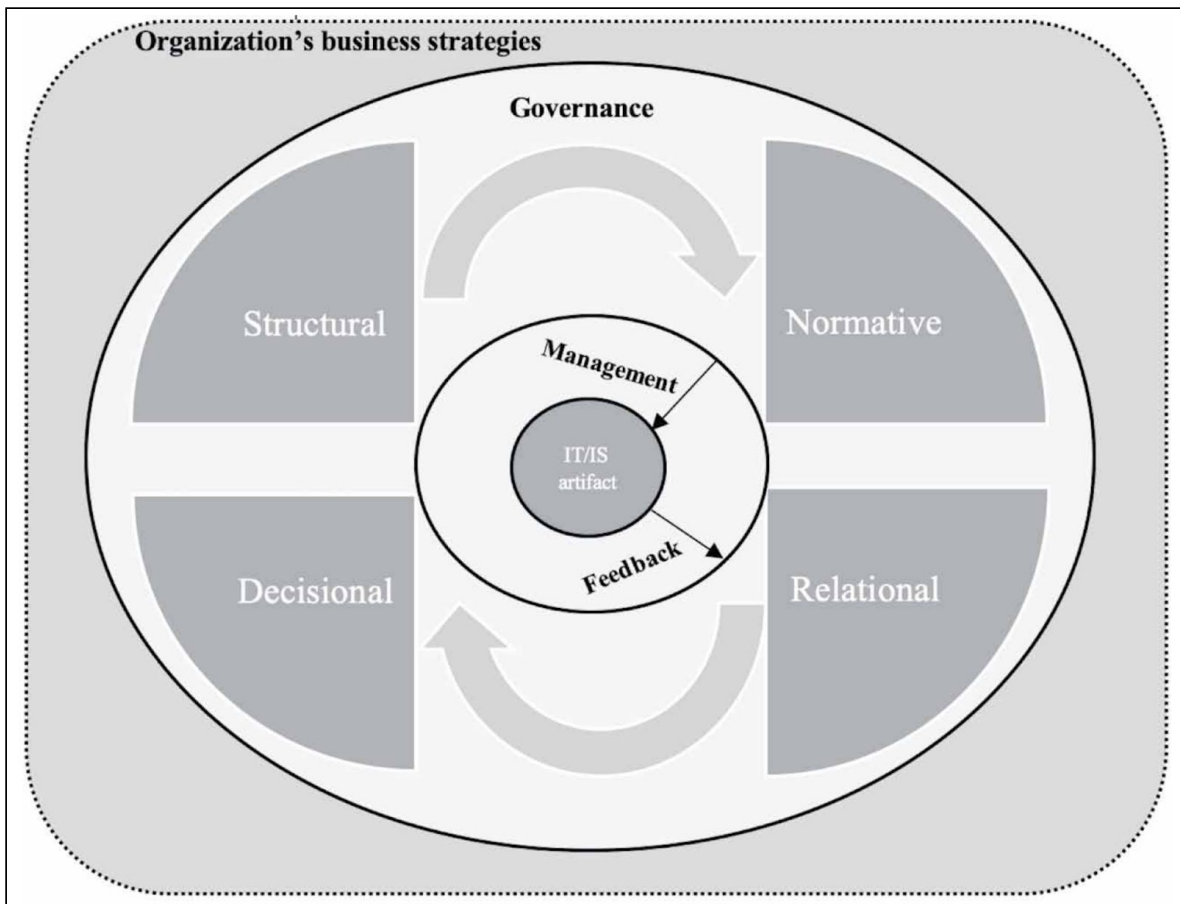 Organization's business strategies
Governance
Structural
Normative
Management
IT/IS
artifact
Feedback
Decisional
Relational